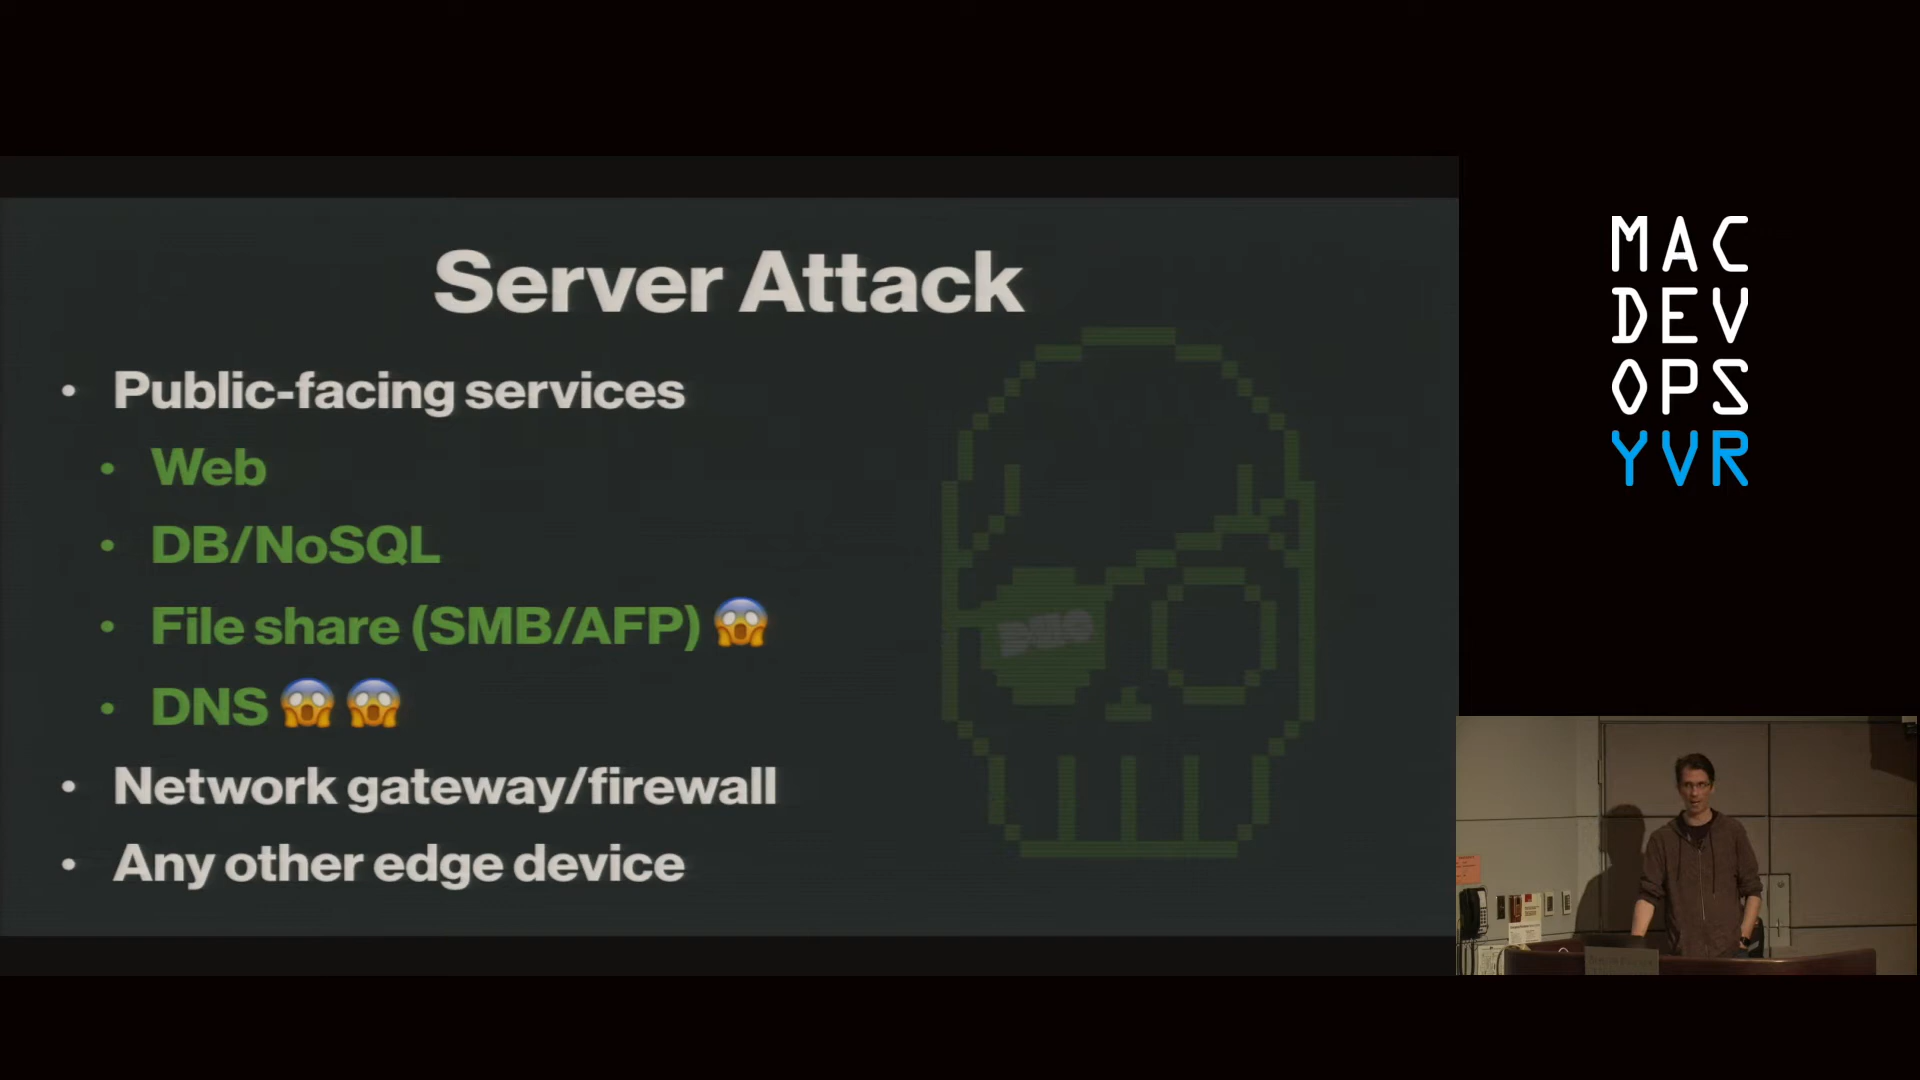 Server Attack
• Public-facing services
• Web
• DB/NoSQL
• File share (SMB/AFP) 😱
• DNS 😱 😱
• Network gateway/firewall
• Any other edge device
MAC
DEV
OPS
YVR